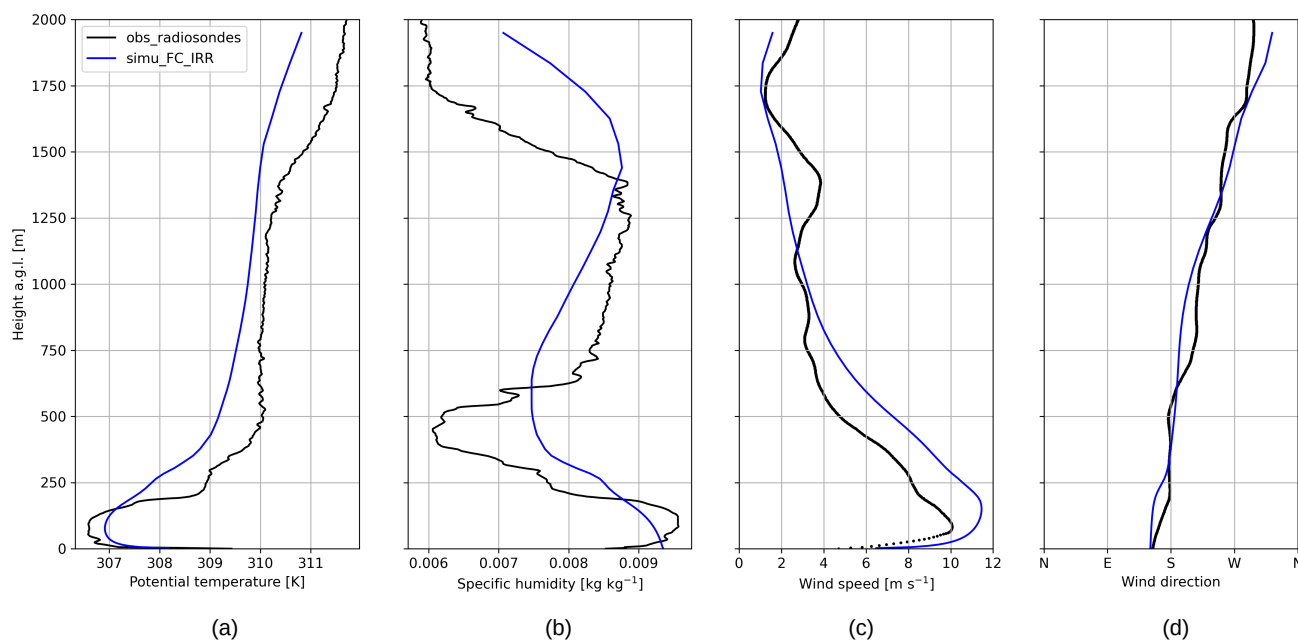 2000
1750
1500
1250
1000
750
500
250
0
Height a.g.l. [m]
obs_radiosondes
simu_FC_IRR
307 308 309 310 311
Potential temperature [K]
0.006 0.007 0.008 0.009
Specific humidity [kg kg⁻¹]
0 2 4 6 8 10 12
Wind speed [m s⁻¹]
N E S W N
Wind direction
(a) (b) (c) (d)